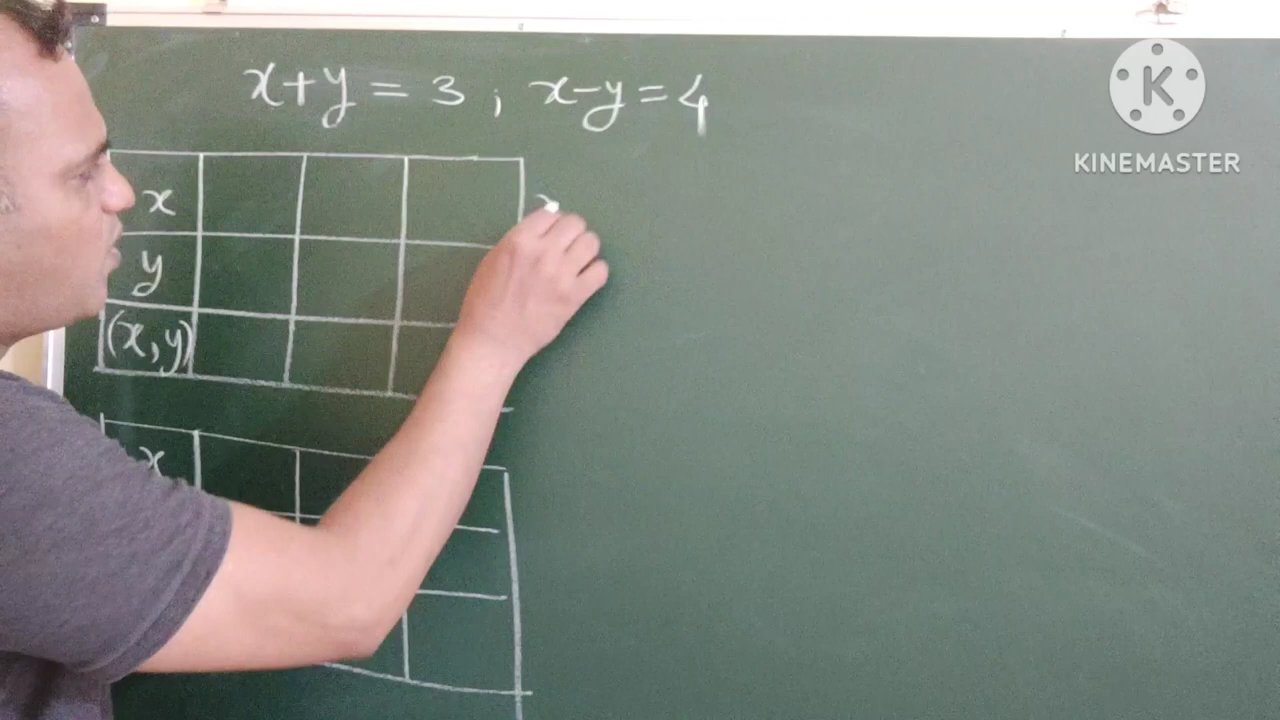 x+y = 3 ; x-y=4
K
KINEMASTER
x
y
(x,y)
x